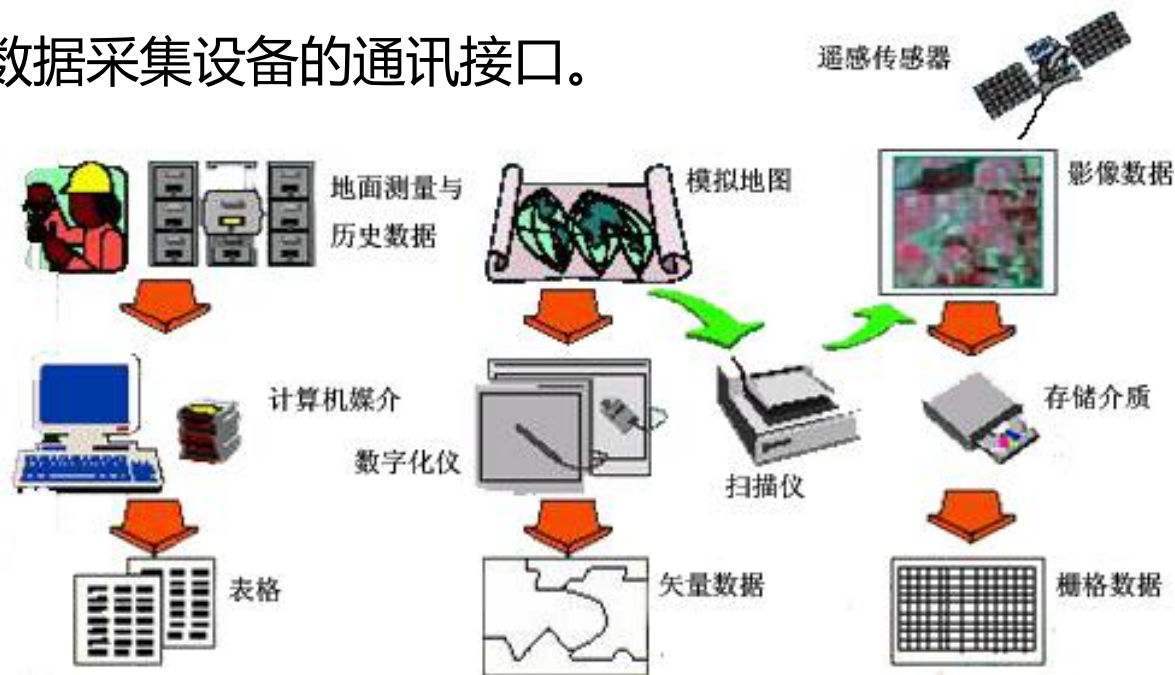 数据采集设备的通讯接口。
遥感传感器
地面测量与
历史数据
模拟地图
影像数据
计算机媒介
数字化仪
扫描仪
存储介质
表格
矢量数据
栅格数据